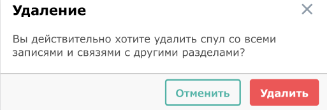 Удаление
Вы действительно хотите удалить спул со всеми
записями и связями с другими разделами?
Отменить Удалить